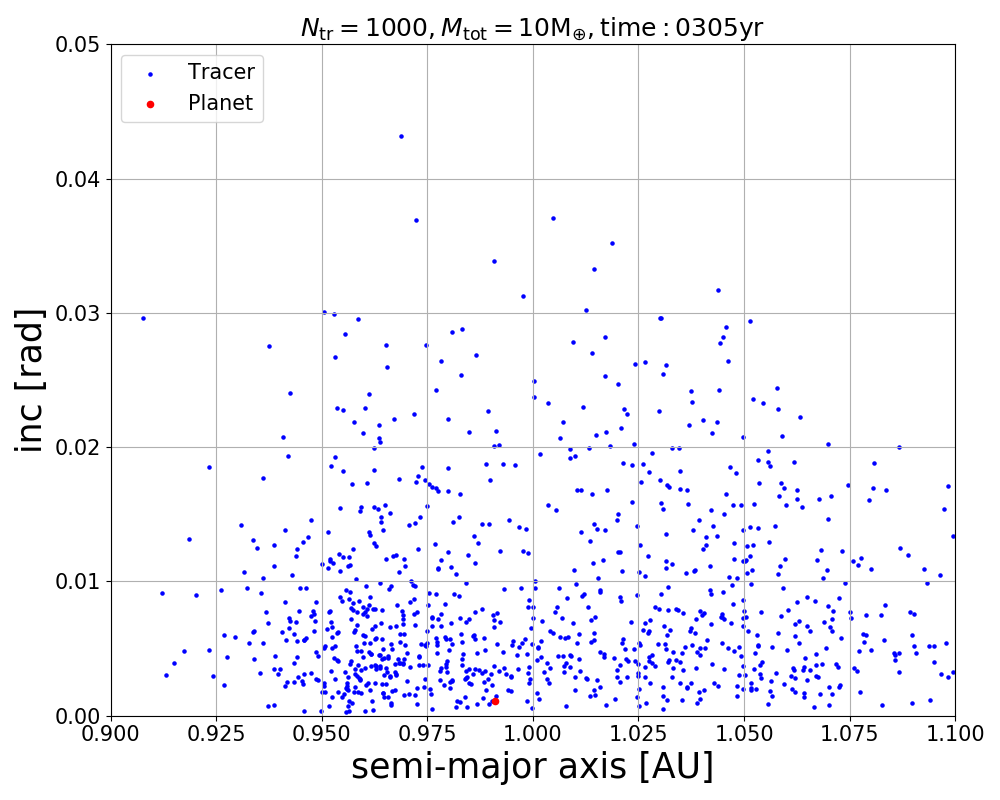 N_tr = 1000, M_tot = 10M_⊕, time : 0305yr
Tracer
Planet
inc [rad]
0.05
0.04
0.03
0.02
0.01
0.00
0.900 0.925 0.950 0.975 1.000 1.025 1.050 1.075 1.100
semi-major axis [AU]